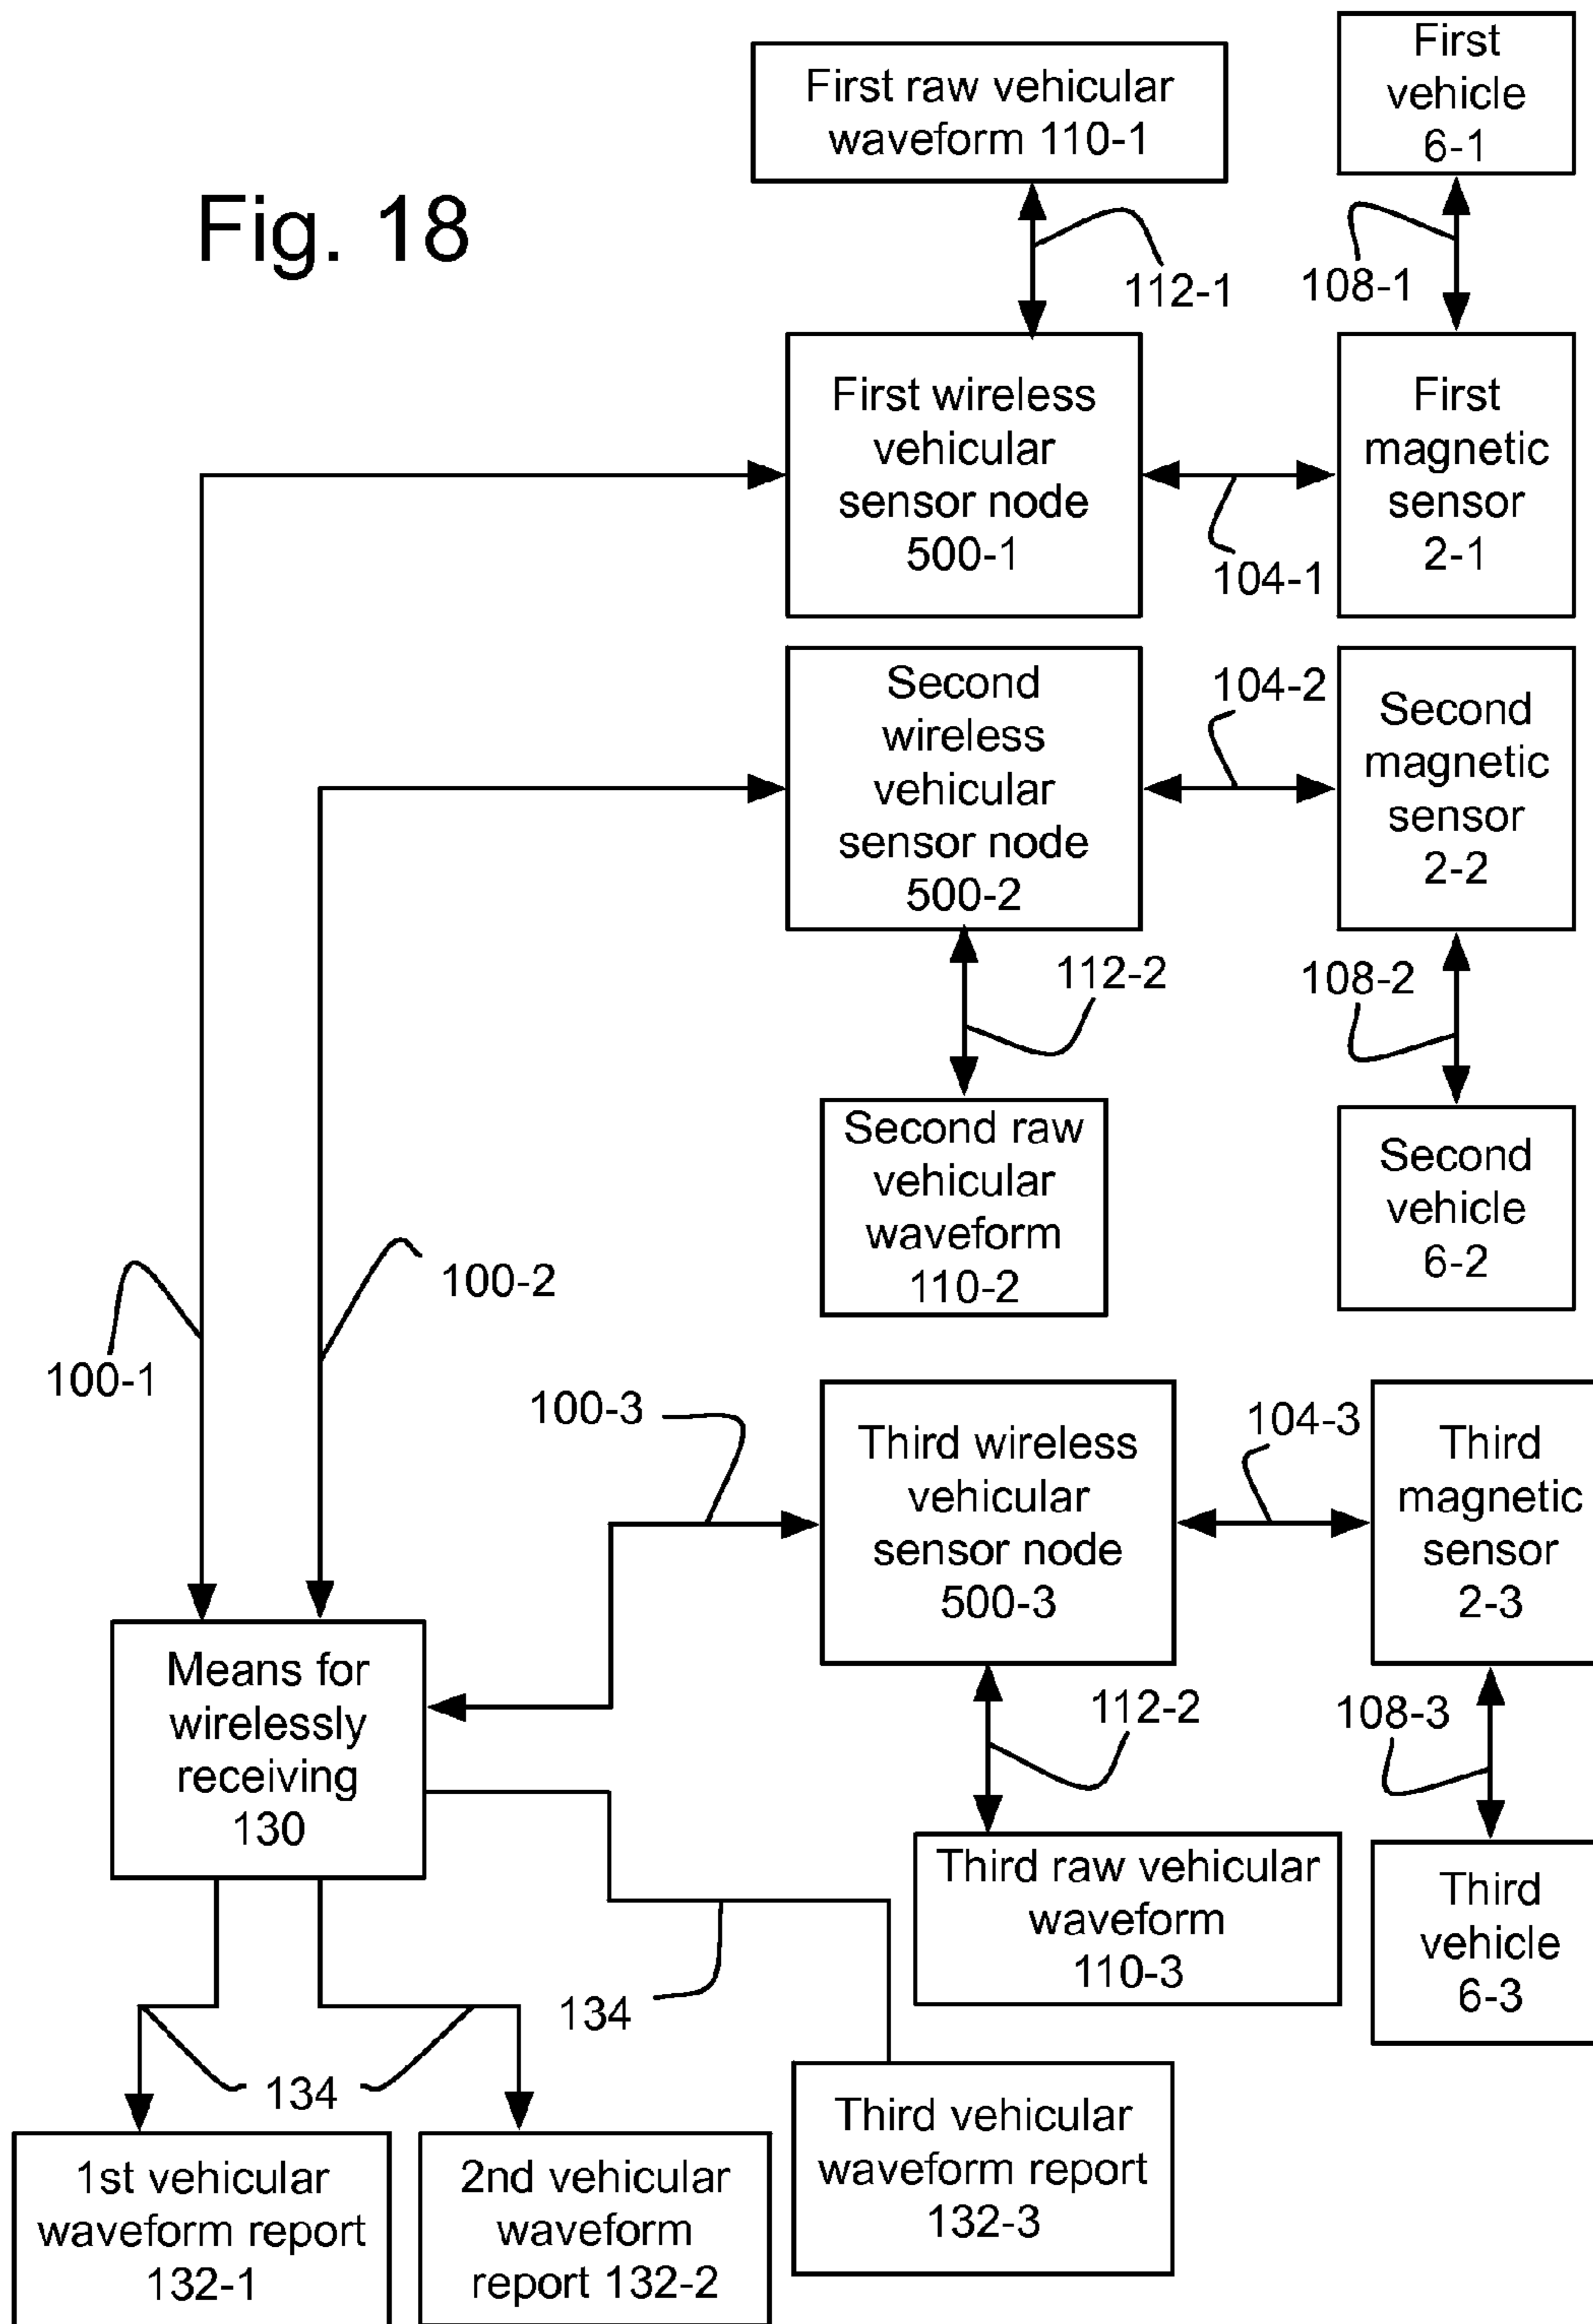 Fig. 18
First raw vehicular
waveform 110-1
First
vehicle
6-1
112-1
108-1
First wireless
vehicular
sensor node
500-1
104-1
First
magnetic
sensor
2-1
Second
wireless
vehicular
sensor node
500-2
104-2
Second
magnetic
sensor
2-2
112-2
108-2
Second raw
vehicular
waveform
110-2
Second
vehicle
6-2
100-1
100-2
100-3
Third wireless
vehicular
sensor node
500-3
104-3
Third
magnetic
sensor
2-3
Means for
wirelessly
receiving
130
112-2
108-3
Third raw vehicular
waveform
110-3
Third
vehicle
6-3
134
134
1st vehicular
waveform report
132-1
2nd vehicular
waveform
report 132-2
Third vehicular
waveform report
132-3